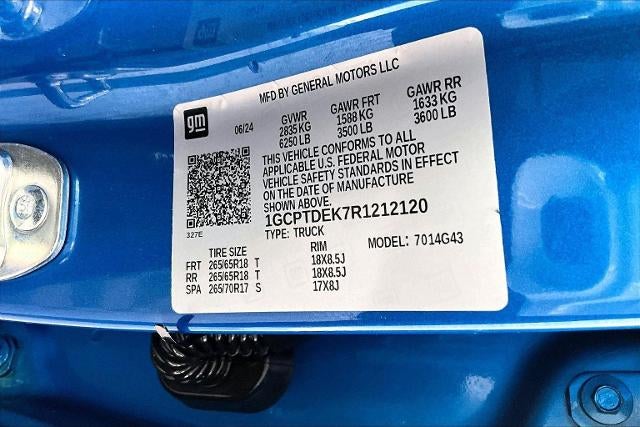 MFD BY GENERAL MOTORS LLC
gm
06/24
GVWR GAWR FRT GAWR RR
2835 KG 1588 KG 1633 KG
6250 LB 3500 LB 3600 LB
THIS VEHICLE CONFORMS TO ALL
APPLICABLE U.S. FEDERAL MOTOR
VEHICLE SAFETY STANDARDS IN EFFECT
ON THE DATE OF MANUFACTURE
SHOWN ABOVE.
1GCPTDEK7R1212120
327E
TYPE: TRUCK MODEL: 7014G43
TIRE SIZE RIM
FRT 265/65R18 T 18X8.5J
RR 265/65R18 T 18X8.5J
SPA 265/70R17 S 17X8J